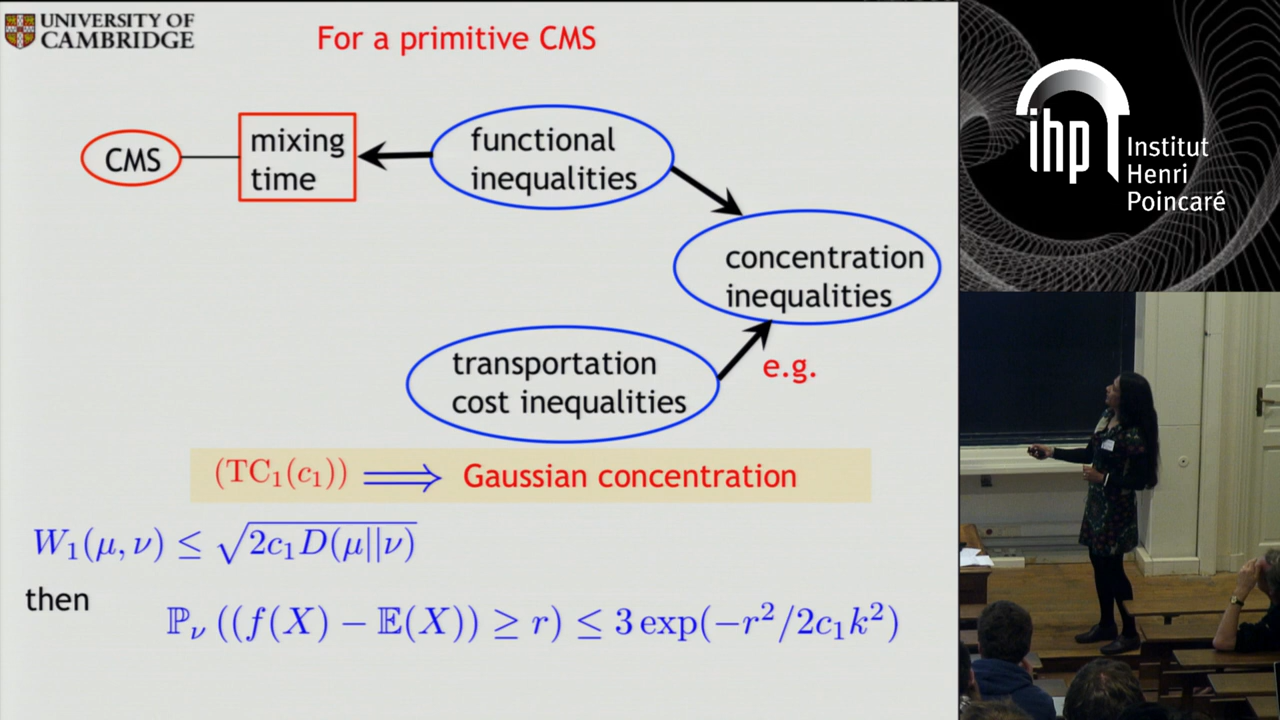 UNIVERSITY OF
CAMBRIDGE
For a primitive CMS
CMS
mixing
time
functional
inequalities
concentration
inequalities
transportation
cost inequalities
e.g.
(TC₁(c₁)) ⟹ Gaussian concentration
W₁(μ, ν) ≤ √(2c₁D(μ||ν))
then
ℙ_ν ((f(X) − 𝔼(X)) ≥ r) ≤ 3 exp(−r²/2c₁k²)
ihp
Institut
Henri
Poincaré